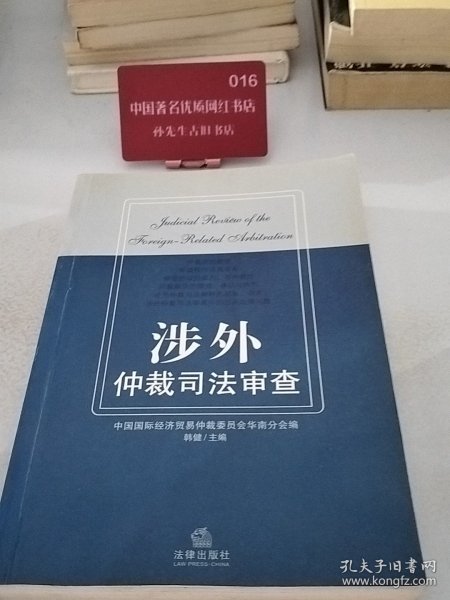 016
中国著名优质网红书店
孙先生古旧书店
Judicial Review of the
Foreign-Related Arbitration
涉外
仲裁司法审查
中国国际经济贸易仲裁委员会华南分会编
韩健/主编
法律出版社
LAW PRESS·CHINA
孔夫子旧书网
www.kongfz.com